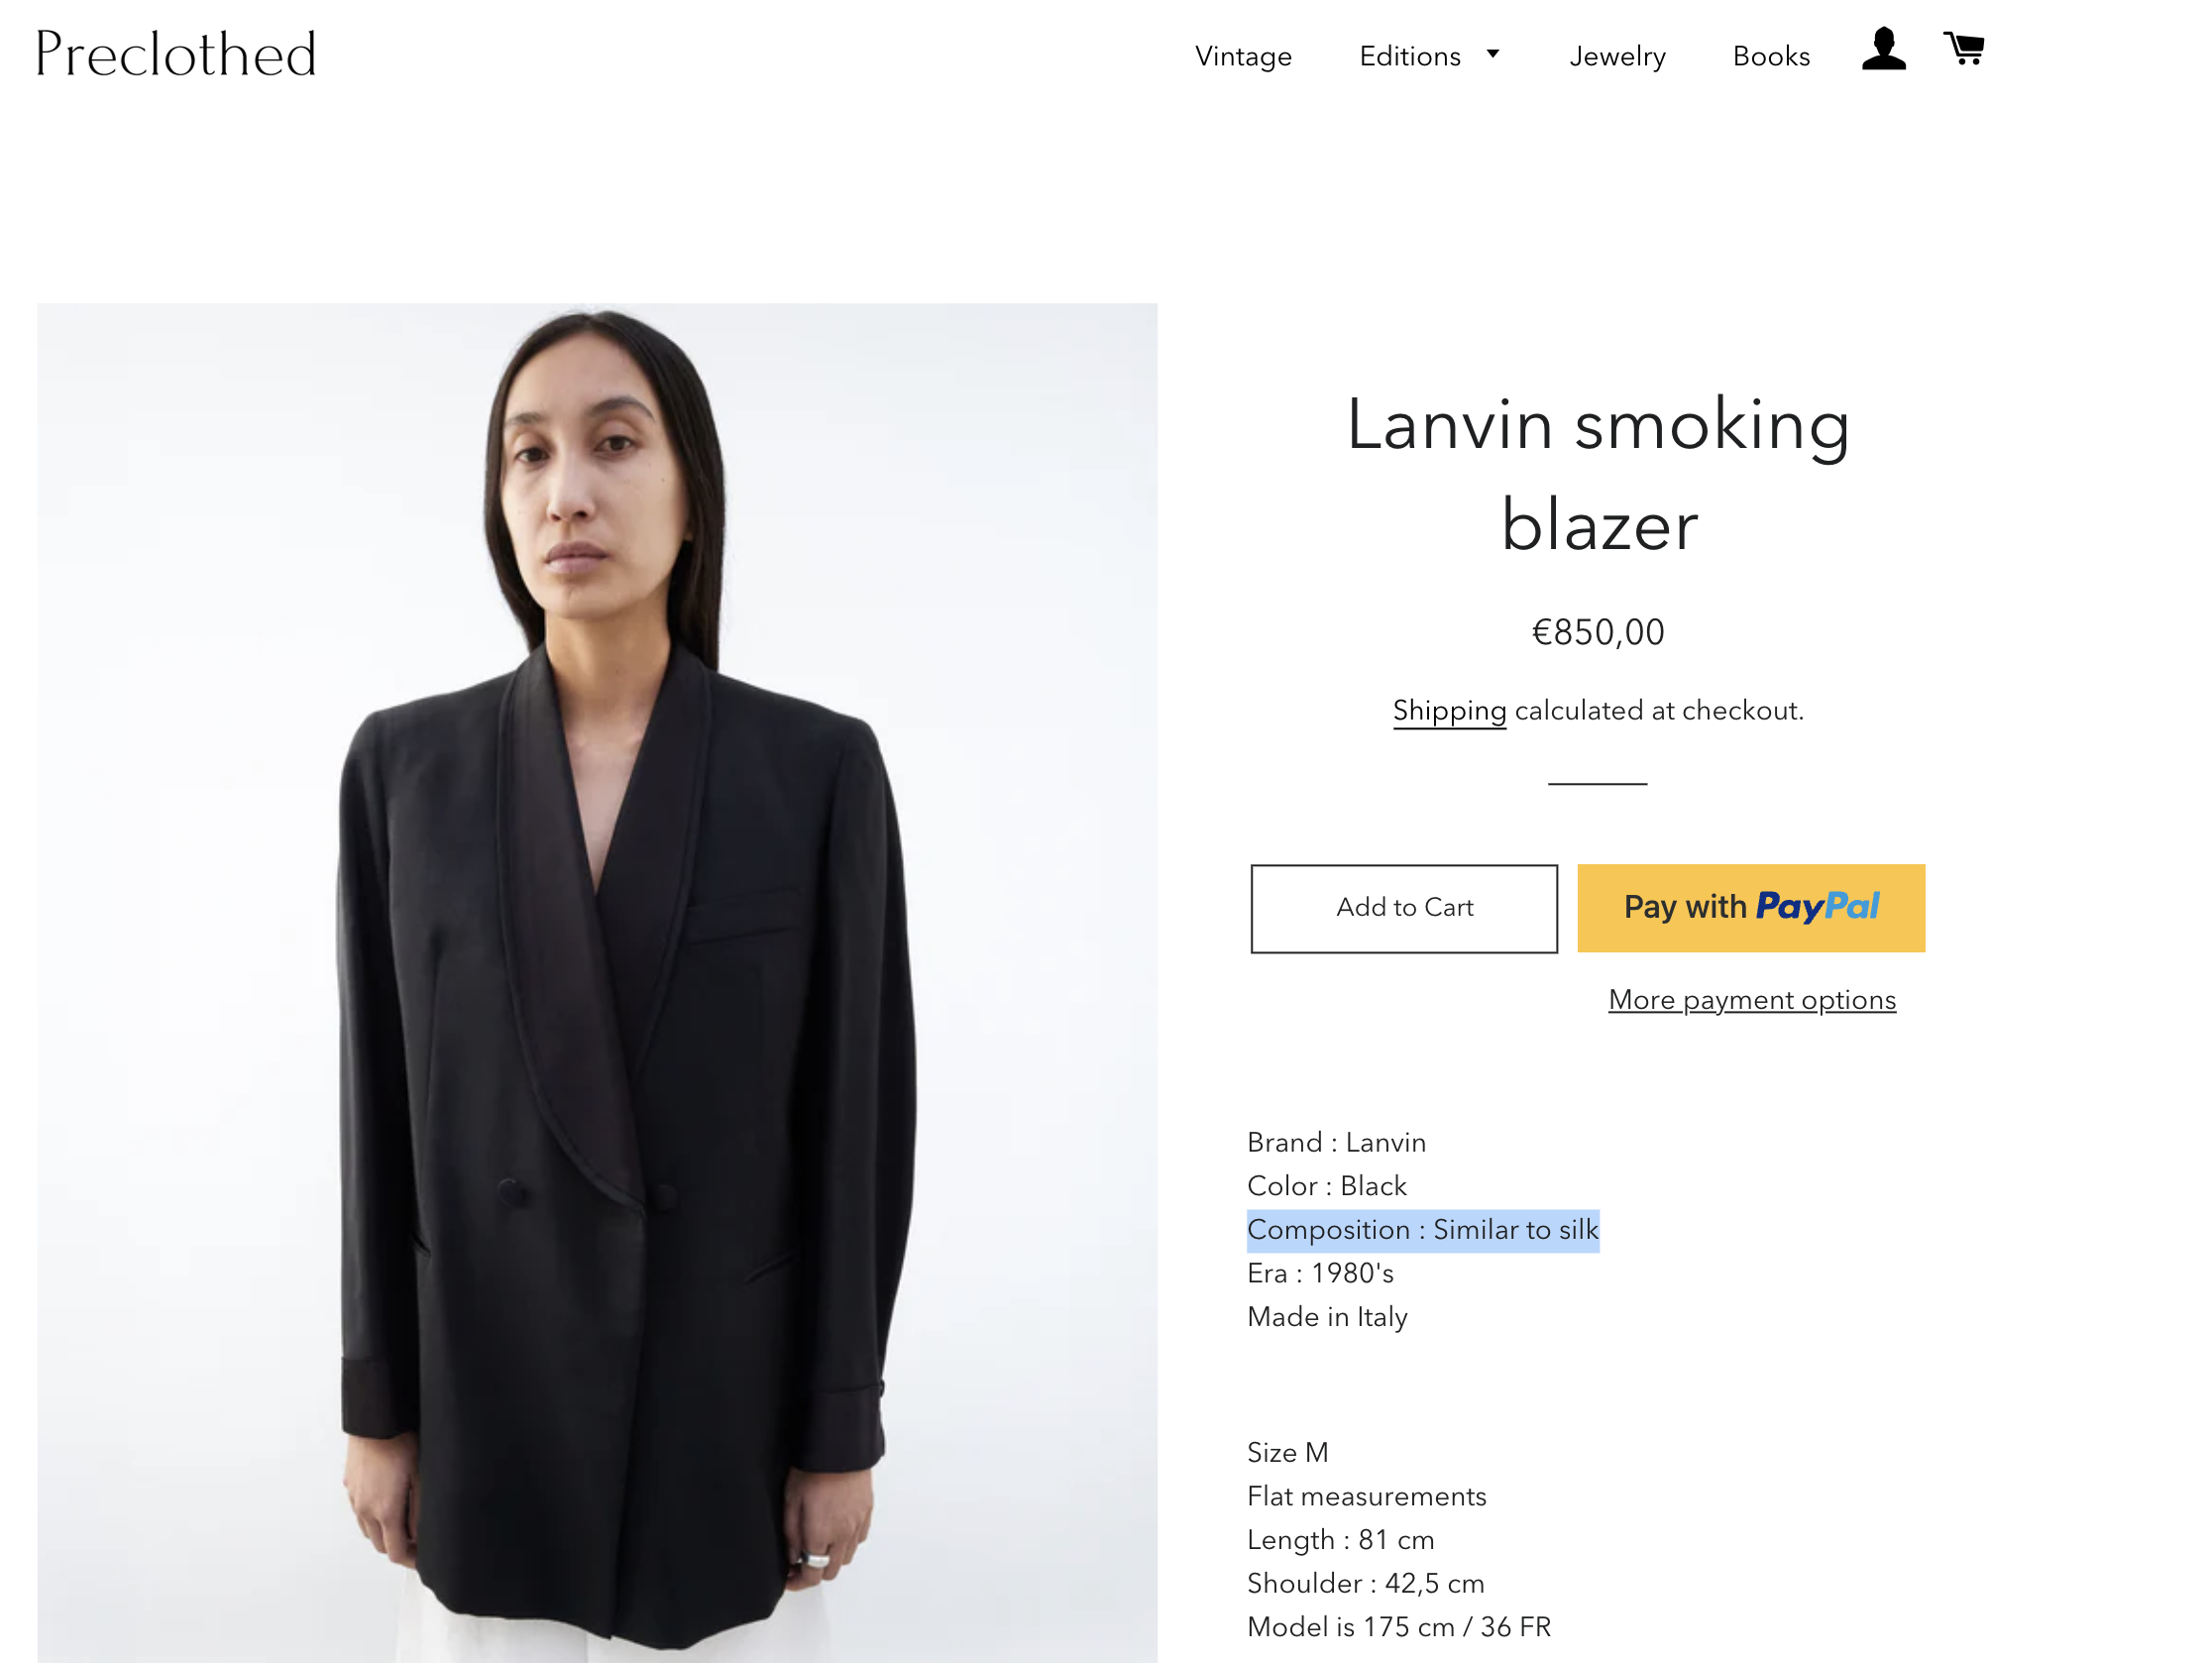 Preclothed
Vintage
Editions
Jewelry
Books
Lanvin smoking
blazer
€850,00
Shipping calculated at checkout.
Add to Cart
Pay with PayPal
More payment options
Brand : Lanvin
Color : Black
Composition : Similar to silk
Era : 1980's
Made in Italy
Size M
Flat measurements
Length : 81 cm
Shoulder : 42,5 cm
Model is 175 cm / 36 FR